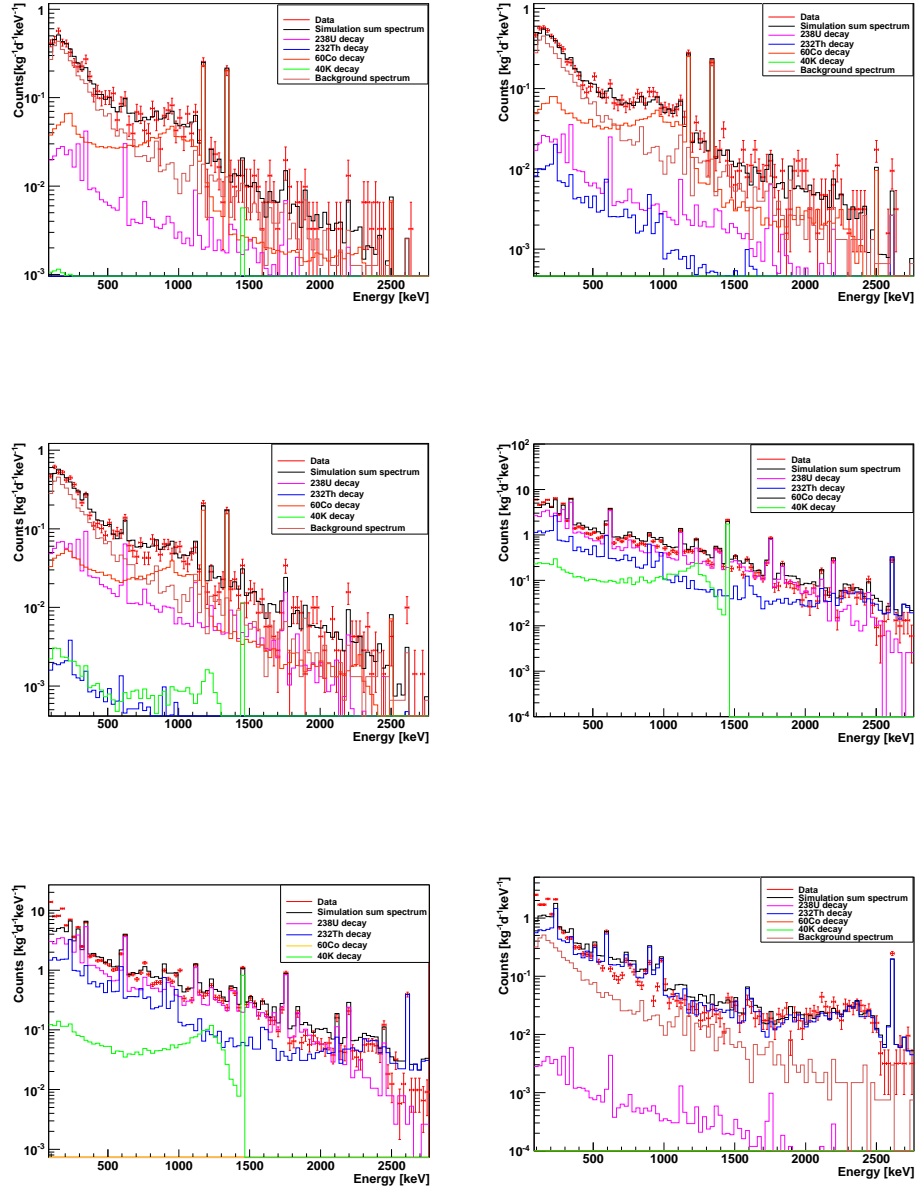 Counts[kg⁻¹d⁻¹keV⁻¹]
1
10⁻¹
10⁻²
10⁻³
Data
Simulation sum spectrum
238U decay
232Th decay
60Co decay
40K decay
Background spectrum
500 1000 1500 2000 2500
Energy [keV]
Counts [kg⁻¹d⁻¹keV⁻¹]
1
10⁻¹
10⁻²
10⁻³
Data
Simulation sum spectrum
238U decay
232Th decay
60Co decay
40K decay
Background spectrum
500 1000 1500 2000 2500
Energy [keV]
Counts [kg⁻¹d⁻¹keV⁻¹]
1
10⁻¹
10⁻²
10⁻³
Data
Simulation sum spectrum
238U decay
232Th decay
60Co decay
40K decay
Background spectrum
500 1000 1500 2000 2500
Energy [keV]
Counts [kg⁻¹d⁻¹keV⁻¹]
10²
10
1
10⁻¹
10⁻²
10⁻³
10⁻⁴
Data
Simulation sum spectrum
238U decay
232Th decay
60Co decay
40K decay
500 1000 1500 2000 2500
Energy [keV]
Counts [kg⁻¹d⁻¹keV⁻¹]
10
1
10⁻¹
10⁻²
10⁻³
Data
Simulation sum spectrum
238U decay
232Th decay
60Co decay
40K decay
500 1000 1500 2000 2500
Energy [keV]
Counts [kg⁻¹d⁻¹keV⁻¹]
1
10⁻¹
10⁻²
10⁻³
10⁻⁴
Data
Simulation sum spectrum
238U decay
232Th decay
60Co decay
40K decay
Background spectrum
500 1000 1500 2000 2500
Energy [keV]